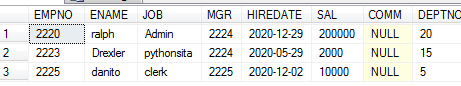 EMPNO ENAME JOB MGR HIREDATE SAL COMM DEPTNO
1 2220 ralph Admin 2224 2020-12-29 200000 NULL 20
2 2223 Drexler pythonsita 2224 2020-05-29 2000 NULL 15
3 2225 danito clerk 2225 2020-12-02 10000 NULL 5